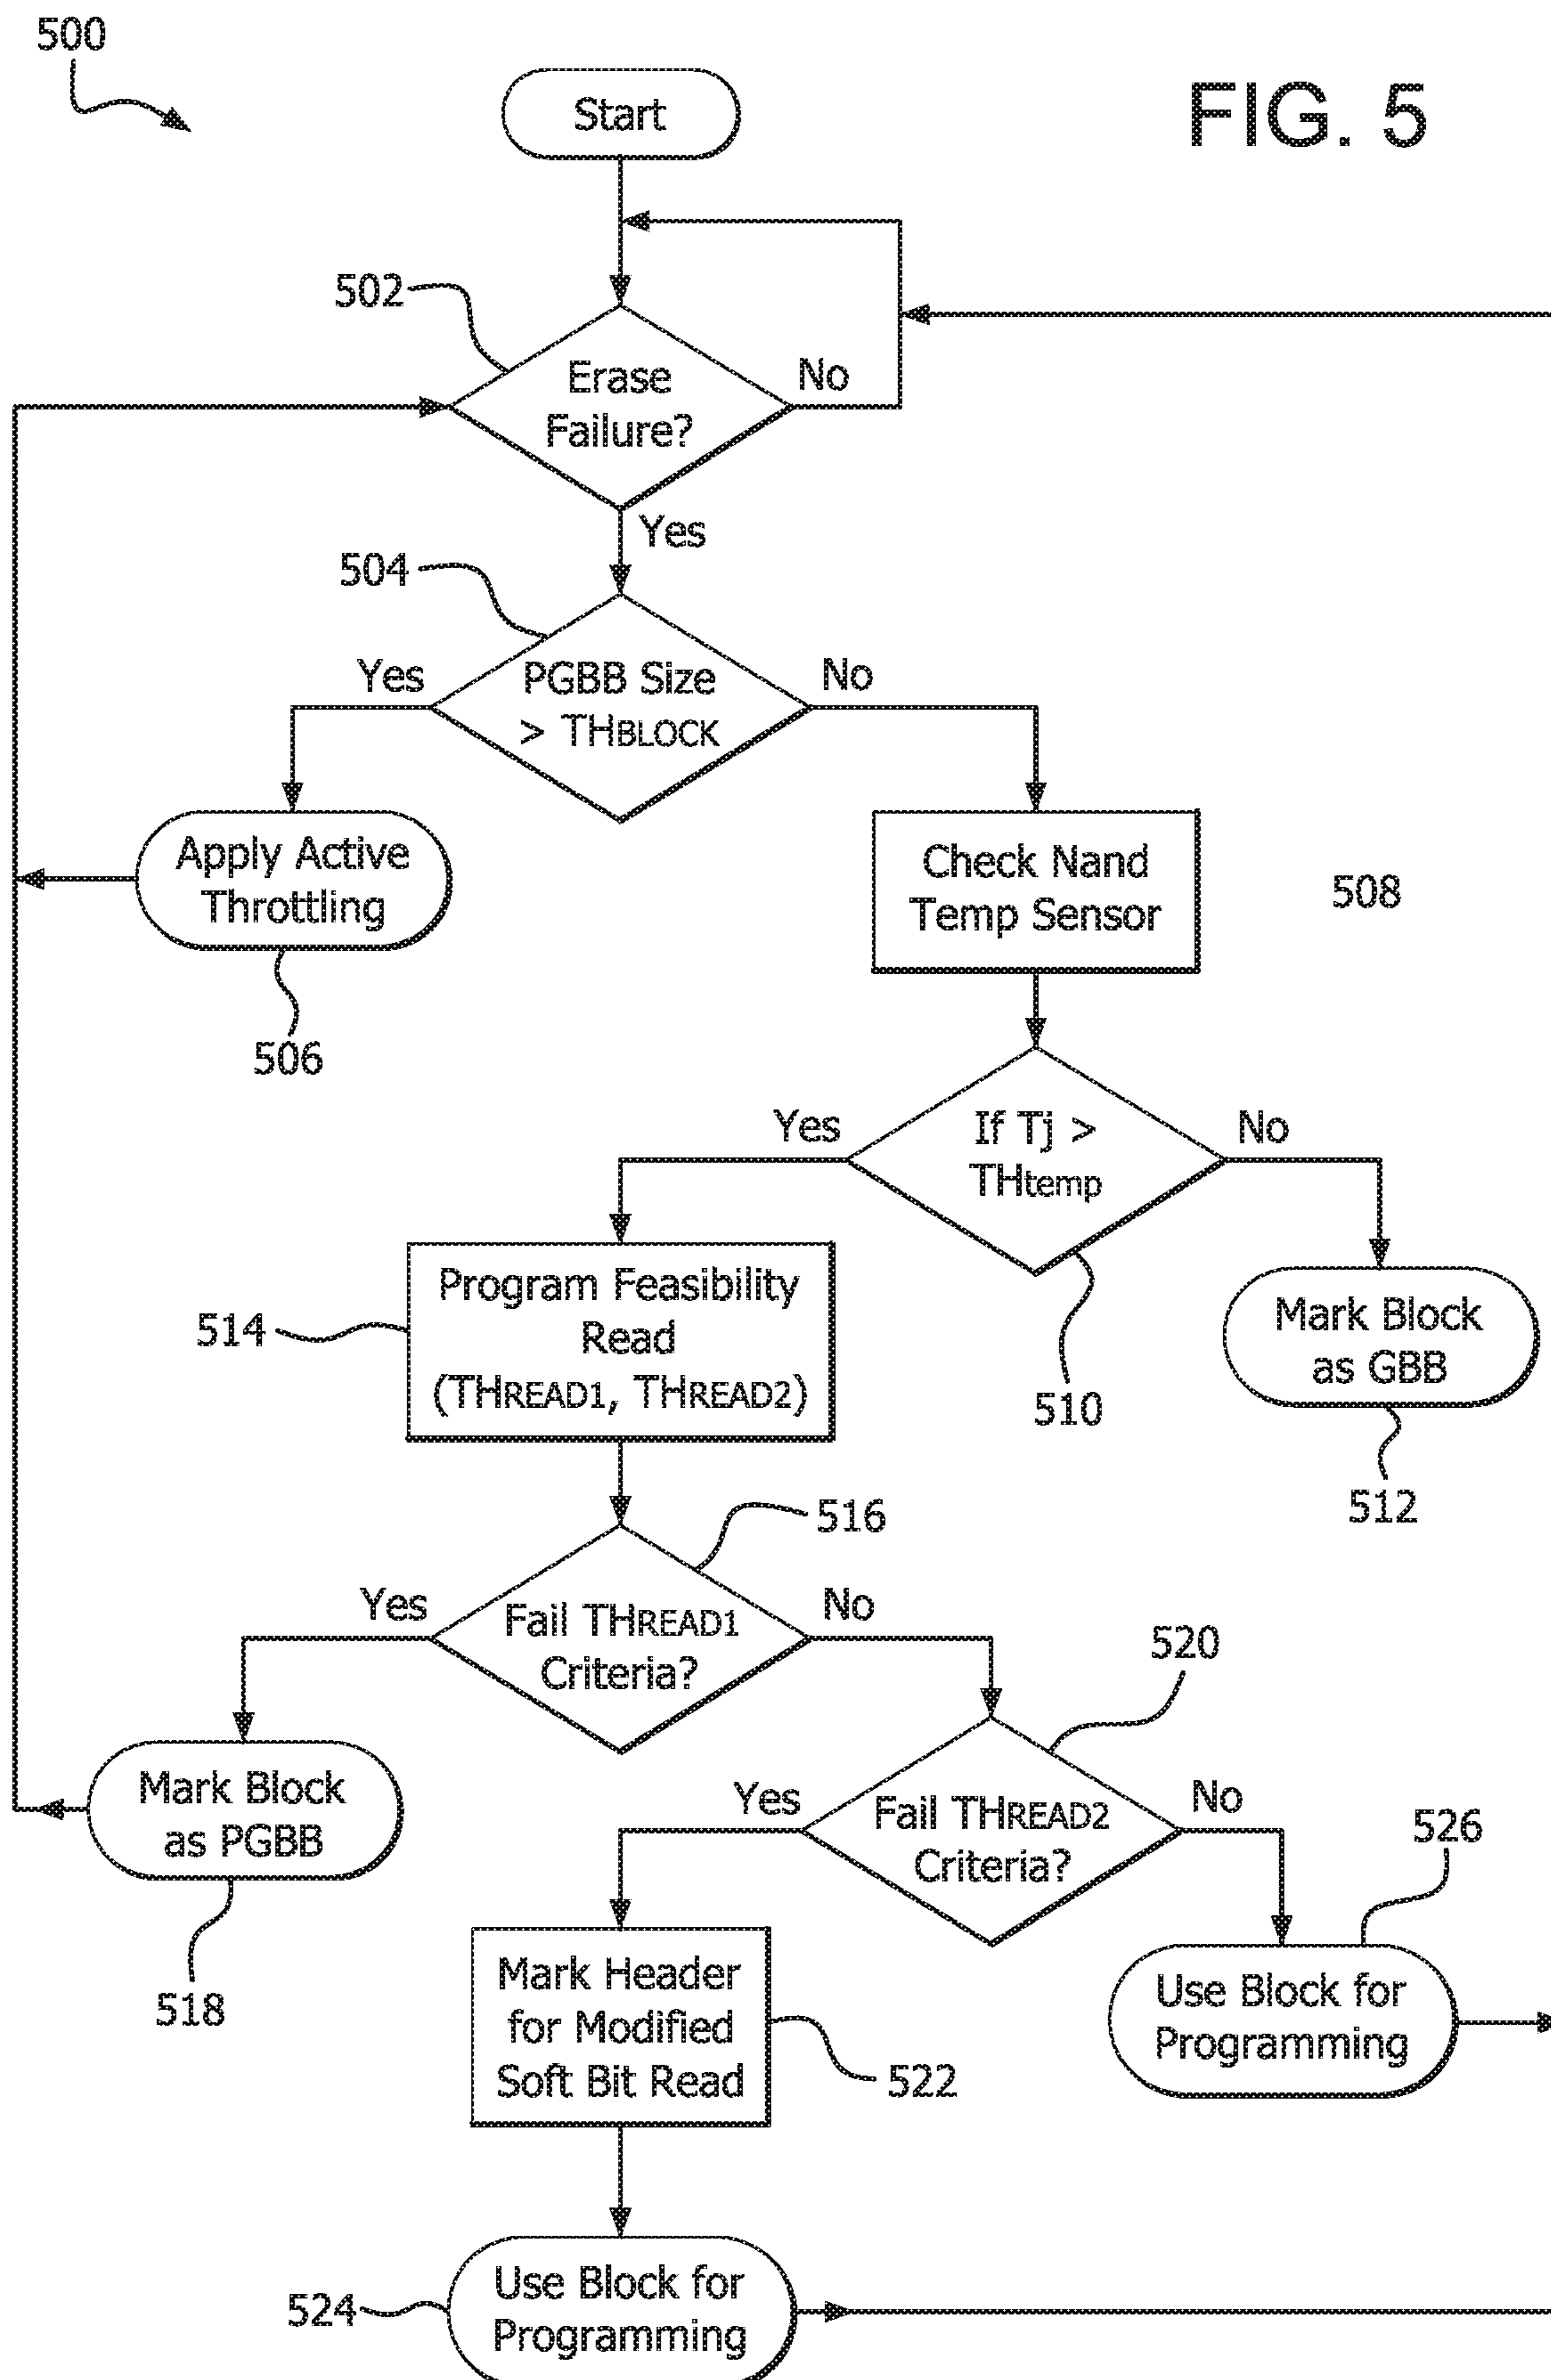 500
FIG. 5
Start
502
Erase
Failure?
No
Yes
504
Yes
PGBB Size
> THBLOCK
No
Apply Active
Throttling
506
Check Nand
Temp Sensor
508
Yes
If Tj >
THtemp
No
510
Mark Block
as GBB
512
514
Program Feasibility
Read
(THREAD1, THREAD2)
516
Yes
Fail THREAD1
Criteria?
No
520
Mark Block
as PGBB
518
Yes
Fail THREAD2
Criteria?
No
526
Mark Header
for Modified
Soft Bit Read
522
Use Block for
Programming
524
Use Block for
Programming